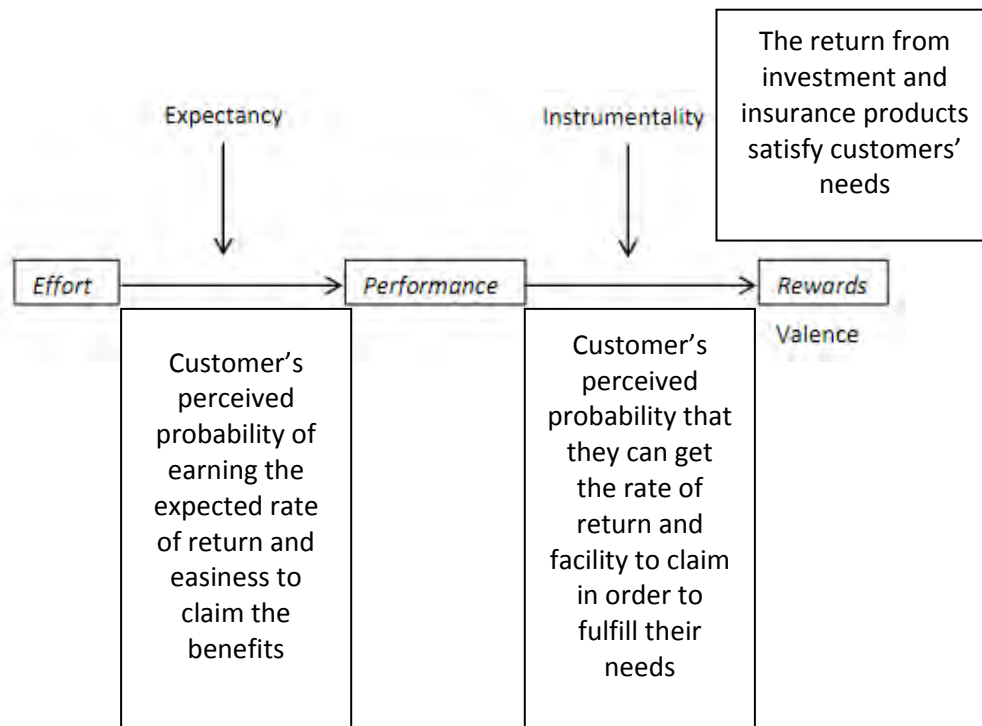 The return from
investment and
insurance products
satisfy customers'
needs
Expectancy
Instrumentality
Effort
Performance
Rewards
Valence
Customer's
perceived
probability of
earning the
expected rate
of return and
easiness to
claim the
benefits
Customer's
perceived
probability that
they can get
the rate of
return and
facility to claim
in order to
fulfill their
needs